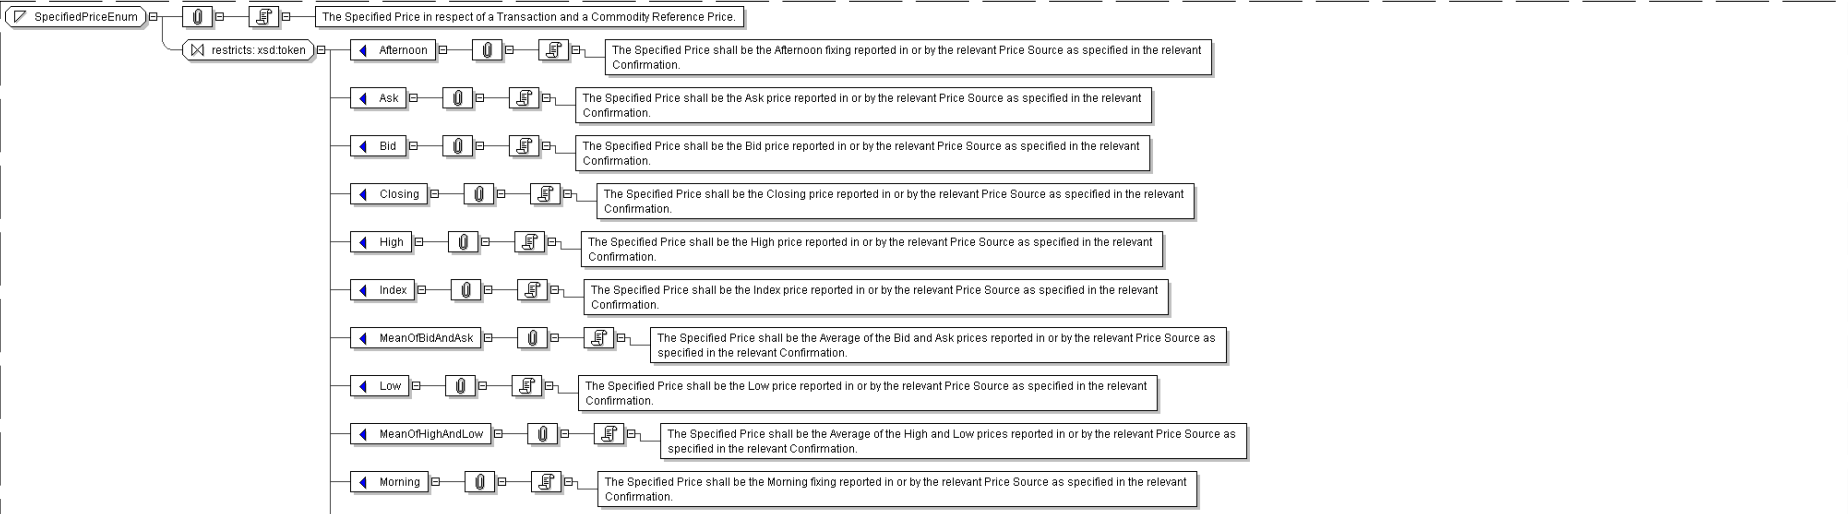 SpecifiedPriceEnum
The Specified Price in respect of a Transaction and a Commodity Reference Price.
restricts: xsd:token
Afternoon
The Specified Price shall be the Afternoon fixing reported in or by the relevant Price Source as specified in the relevant
Confirmation.
Ask
The Specified Price shall be the Ask price reported in or by the relevant Price Source as specified in the relevant
Confirmation.
Bid
The Specified Price shall be the Bid price reported in or by the relevant Price Source as specified in the relevant
Confirmation.
Closing
The Specified Price shall be the Closing price reported in or by the relevant Price Source as specified in the relevant
Confirmation.
High
The Specified Price shall be the High price reported in or by the relevant Price Source as specified in the relevant
Confirmation.
Index
The Specified Price shall be the Index price reported in or by the relevant Price Source as specified in the relevant
Confirmation.
MeanOfBidAndAsk
The Specified Price shall be the Average of the Bid and Ask prices reported in or by the relevant Price Source as
specified in the relevant Confirmation.
Low
The Specified Price shall be the Low price reported in or by the relevant Price Source as specified in the relevant
Confirmation.
MeanOfHighAndLow
The Specified Price shall be the Average of the High and Low prices reported in or by the relevant Price Source as
specified in the relevant Confirmation.
Morning
The Specified Price shall be the Morning fixing reported in or by the relevant Price Source as specified in the relevant
Confirmation.